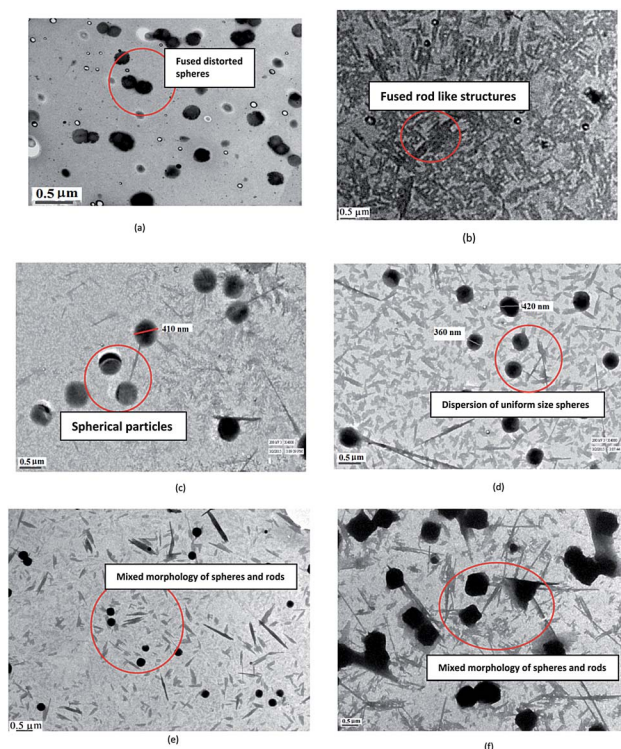 Fused distorted
spheres
0.5 µm
(a)
Fused rod like structures
0.5 µm
(b)
410 nm
Spherical particles
0.5 µm
(c)
420 nm
360 nm
Dispersion of uniform size spheres
0.5 µm
(d)
Mixed morphology of spheres and rods
0.5 µm
(e)
Mixed morphology of spheres and rods
0.5 µm
(f)